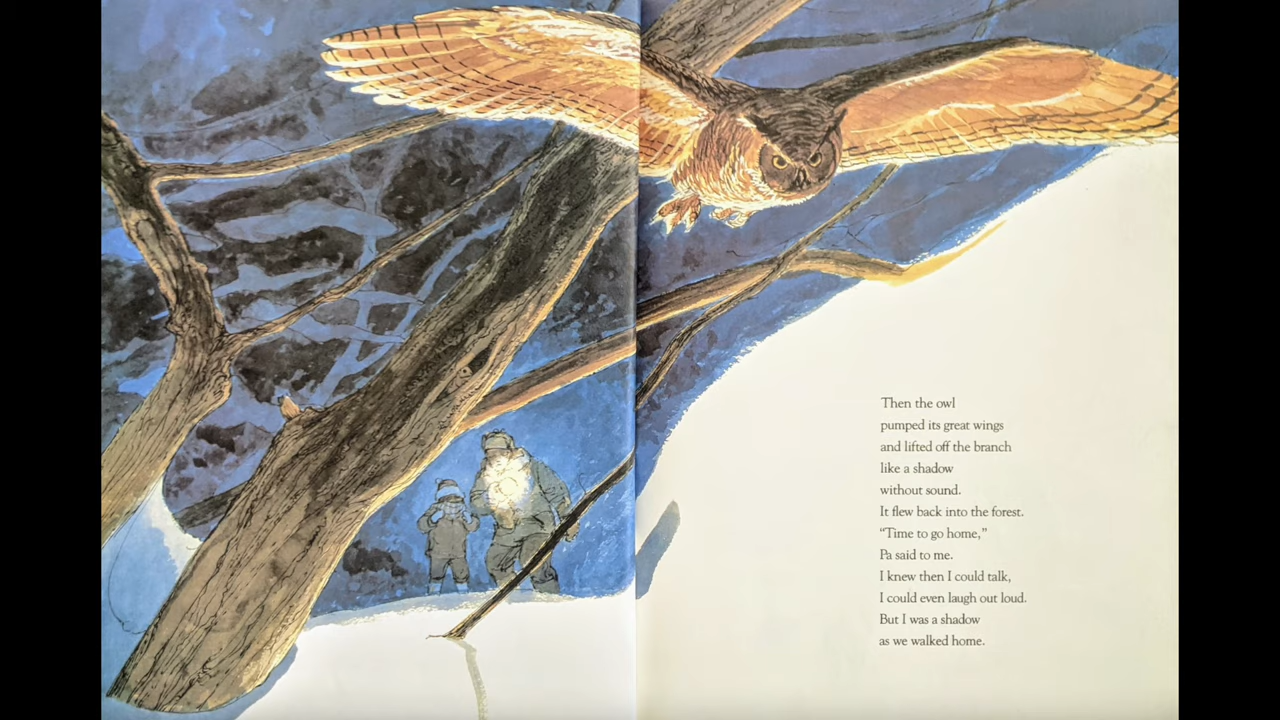 Then the owl
pumped its great wings
and lifted off the branch
like a shadow
without sound.
It flew back into the forest.
“Time to go home,”
Pa said to me.
I knew then I could talk,
I could even laugh out loud.
But I was a shadow
as we walked home.